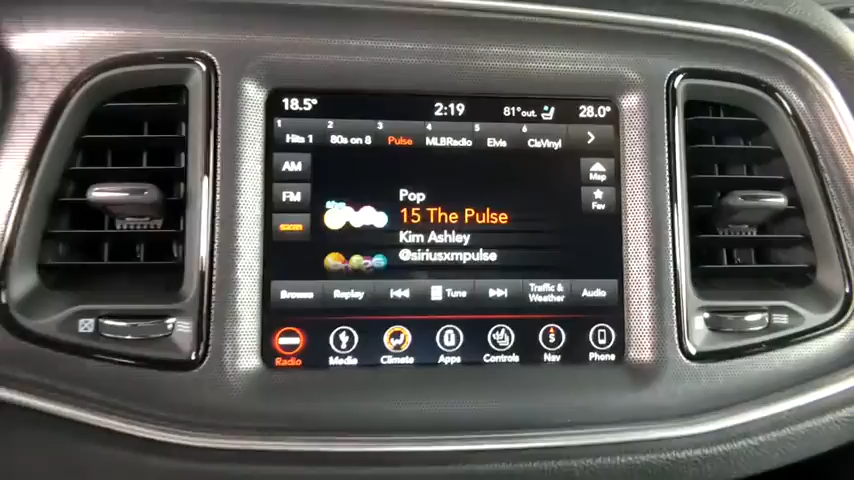 18.5° 2:19 81°out. 28.0°
1 2 3 4 5 6
Hits 1 80s on 8 Pulse MLBRadio Elvis ClsVinyl
AM
Map
FM
Fav
Pop
15 The Pulse
Kim Ashley
@siriusxmpulse
Browse Replay Tune Traffic & Weather Audio
Radio Media Climate Apps Controls Nav Phone
S